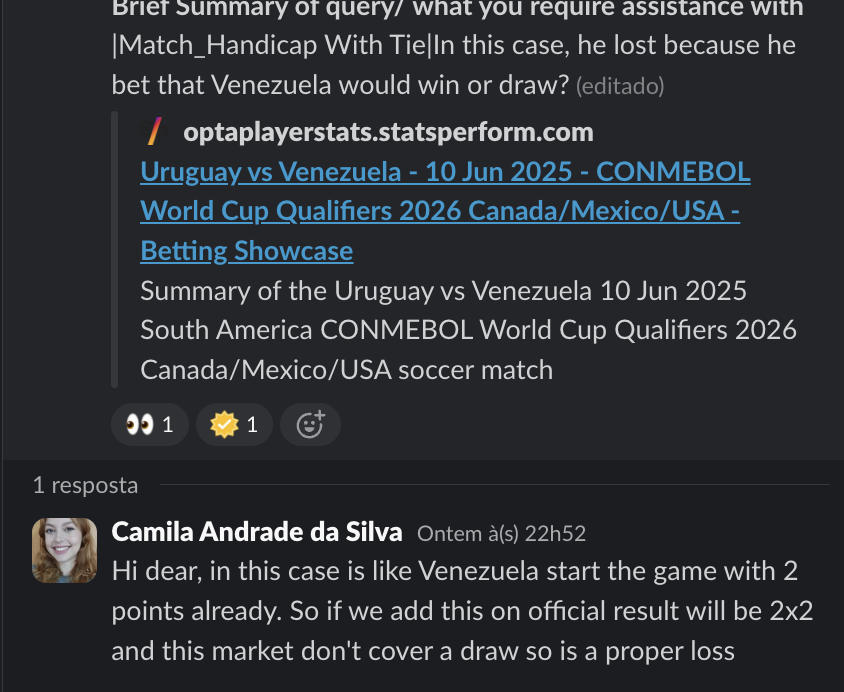 Brief Summary of query/ what you require assistance with
|Match_Handicap With Tie|In this case, he lost because he
bet that Venezuela would win or draw? (editado)
optaplayerstats.statsperform.com
Uruguay vs Venezuela - 10 Jun 2025 - CONMEBOL
World Cup Qualifiers 2026 Canada/Mexico/USA -
Betting Showcase
Summary of the Uruguay vs Venezuela 10 Jun 2025
South America CONMEBOL World Cup Qualifiers 2026
Canada/Mexico/USA soccer match
1 1
1 resposta
Camila Andrade da Silva Ontem à(s) 22h52
Hi dear, in this case is like Venezuela start the game with 2
points already. So if we add this on official result will be 2x2
and this market don't cover a draw so is a proper loss